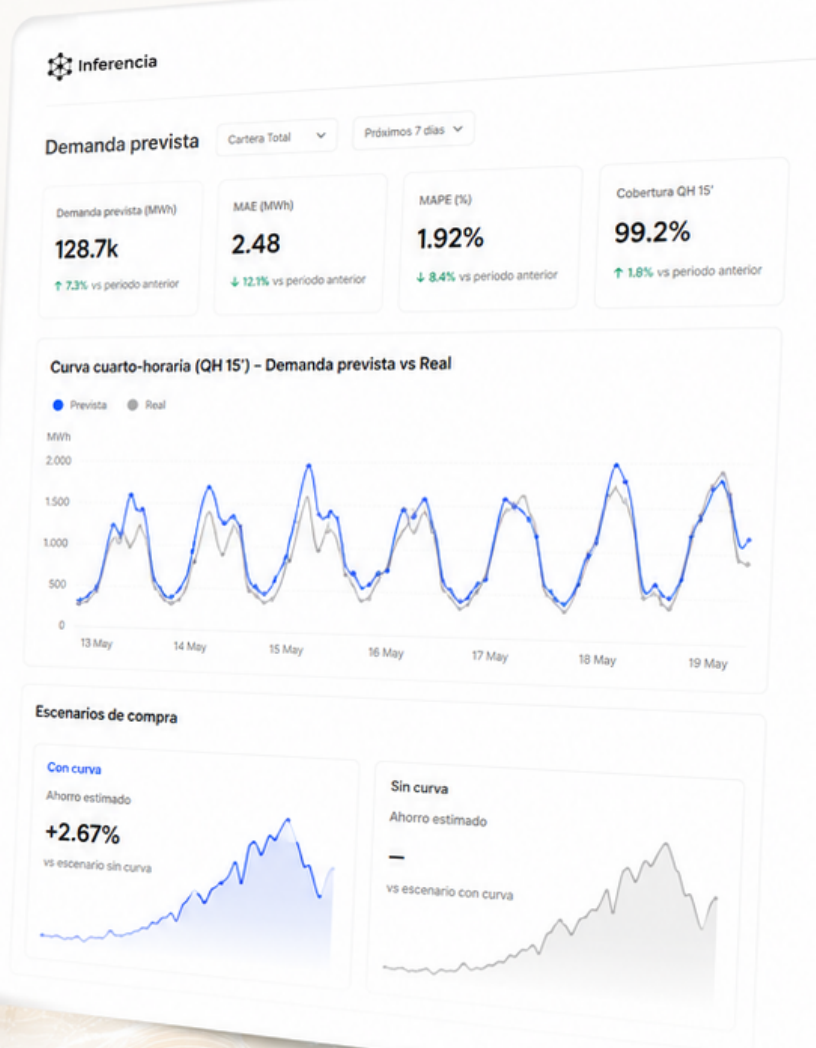 Inferencia
Demanda prevista
Cartera Total
Próximos 7 días
Demanda prevista (MWh)
128.7k
↑ 7.3% vs periodo anterior
MAE (MWh)
2.48
↓ 12.1% vs periodo anterior
MAPE (%)
1.92%
↓ 8.4% vs periodo anterior
Cobertura QH 15'
99.2%
↑ 1.8% vs periodo anterior
Curva cuarto-horaria (QH 15') – Demanda prevista vs Real
Prevista
Real
MWh
2.000
1.500
1.000
500
0
13 May
14 May
15 May
16 May
17 May
18 May
19 May
Escenarios de compra
Con curva
Ahorro estimado
+2.67%
vs escenario sin curva
Sin curva
Ahorro estimado
–
vs escenario con curva